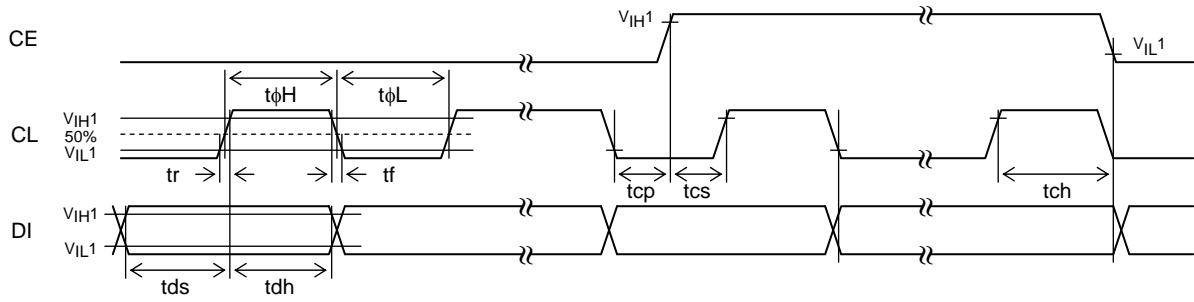 CE
VIH1
VIL1
tϕH
tϕL
CL
VIH1
50%
VIL1
tr
tf
tcp
tcs
tch
DI
VIH1
VIL1
tds
tdh